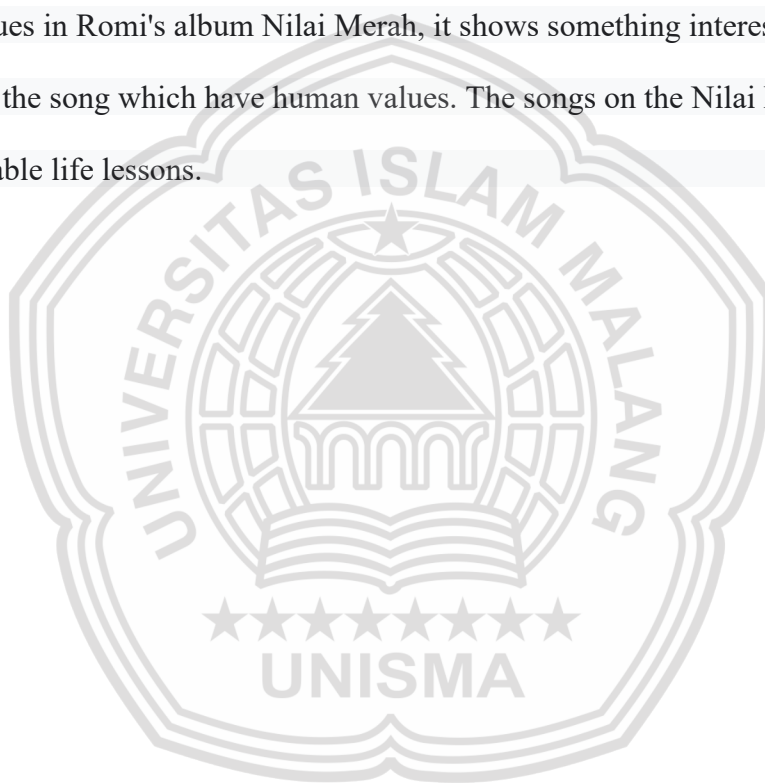 ues in Romi's album Nilai Merah, it shows something interes
the song which have human values. The songs on the Nilai
able life lessons.
UNIVERSITAS ISLAM MALANG
UNISMA